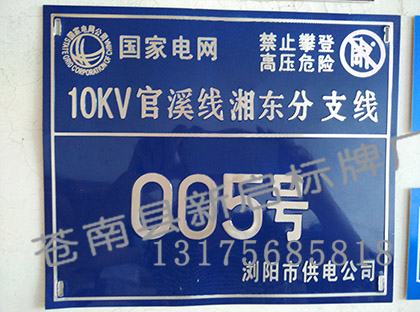 国家电网
STATE GRID CORPORATION OF CHINA
禁止攀登
高压危险
10KV官溪线湘东分支线
005号
苍南县新启标牌
13175685818
浏阳市供电公司